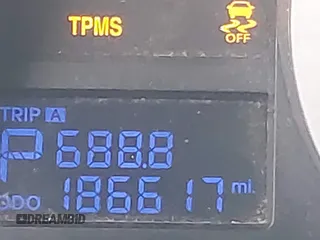 TPMS
OFF
TRIP A
P 688.8
ODO 186617 mi.
DREAMBID